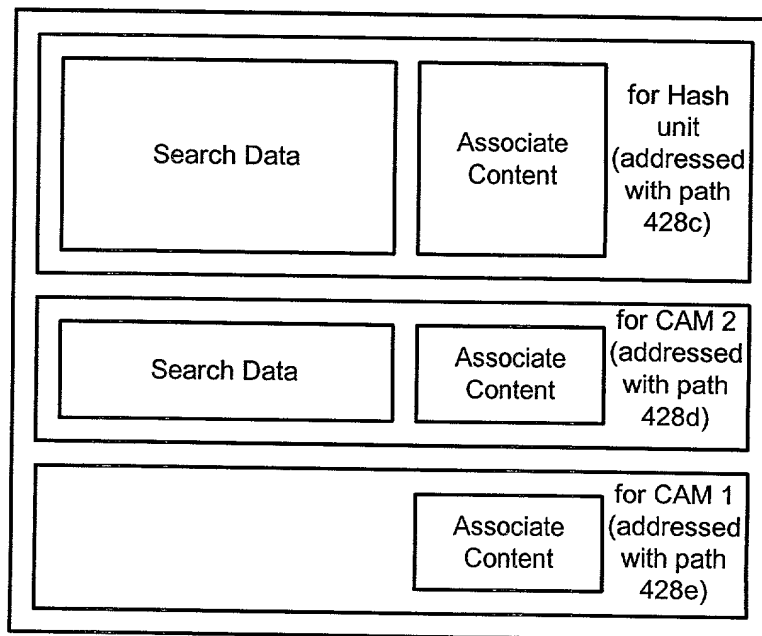 Search Data
Associate
Content
for Hash
unit
(addressed
with path
428c)
Search Data
Associate
Content
for CAM 2
(addressed
with path
428d)
Associate
Content
for CAM 1
(addressed
with path
428e)